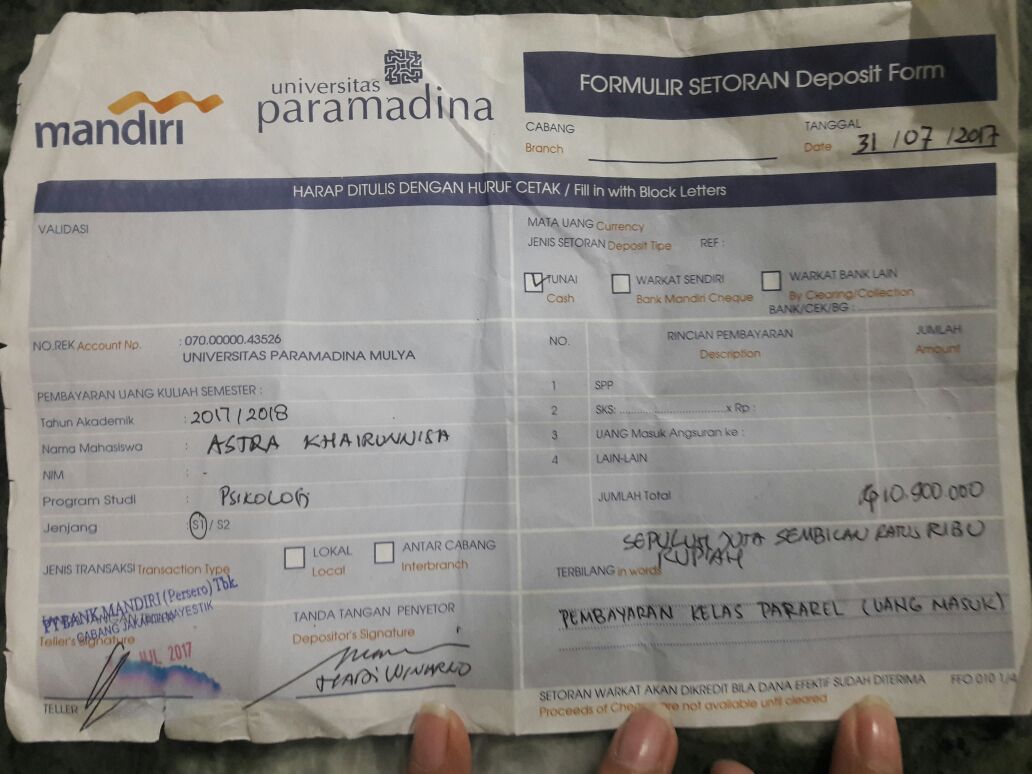 mandiri
universitas
paramadina
FORMULIR SETORAN Deposit Form
CABANG
Branch
TANGGAL
Date 31/07/2017
HARAP DITULIS DENGAN HURUF CETAK / Fill in with Block Letters
VALIDASI
MATA UANG Currency
JENIS SETORAN Deposit Tipe REF :
TUNAI
Cash
WARKAT SENDIRI
Bank Mandiri Cheque
WARKAT BANK LAIN
By Clearing/Collection
BANK/CEK/BG :
NO.REK Account Np. : 070.00000.43526
UNIVERSITAS PARAMADINA MULYA
NO. RINCIAN PEMBAYARAN JUMLAH
Description Amount
PEMBAYARAN UANG KULIAH SEMESTER :
Tahun Akademik : 2017/2018
Nama Mahasiswa : ASTRA KHAIRUNNISA
NIM : -
Program Studi : PSIKOLOGI
Jenjang : S1 / S2
1 SPP
2 SKS: ........................x Rp :
3 UANG Masuk Angsuran ke :
4 LAIN-LAIN
JUMLAH Total Rp 10.900.000
JENIS TRANSAKSI Transaction Type
LOKAL
Local
ANTAR CABANG
Interbranch
SEPULUH JUTA SEMBILAN RATUS RIBU
RUPIAH
TERBILANG in words
PEMBAYARAN KELAS PARAREL (UANG MASUK)
PT BANK MANDIRI (Persero) Tbk
Teller's Signature
JUL 2017
TELLER
TANDA TANGAN PENYETOR
Depositor's Signature
HADI WINARNO
SETORAN WARKAT AKAN DIKREDIT BILA DANA EFEKTIF SUDAH DITERIMA FFO 010 1/4
Proceeds of are not available until cleared